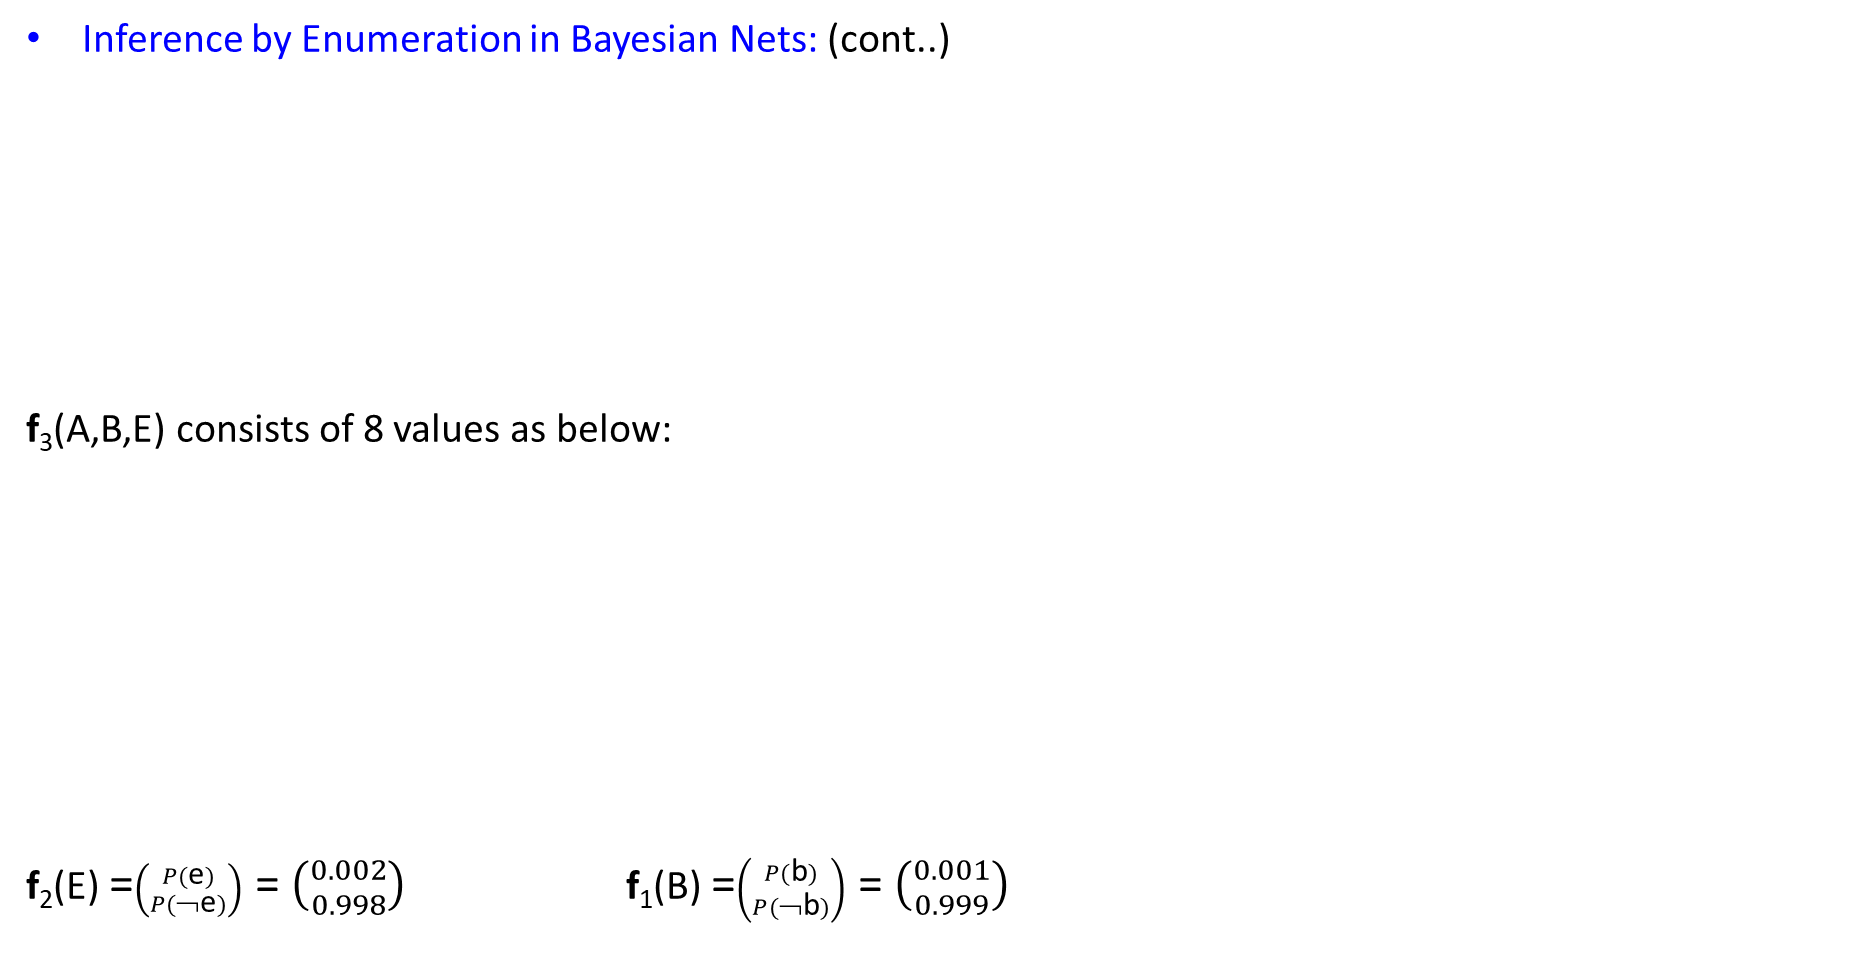 • Inference by Enumeration in Bayesian Nets: (cont..)
f₃(A,B,E) consists of 8 values as below:
f₂(E) =(P(e) P(¬e)) = (0.002 0.998) f₁(B) =(P(b) P(¬b)) = (0.001 0.999)